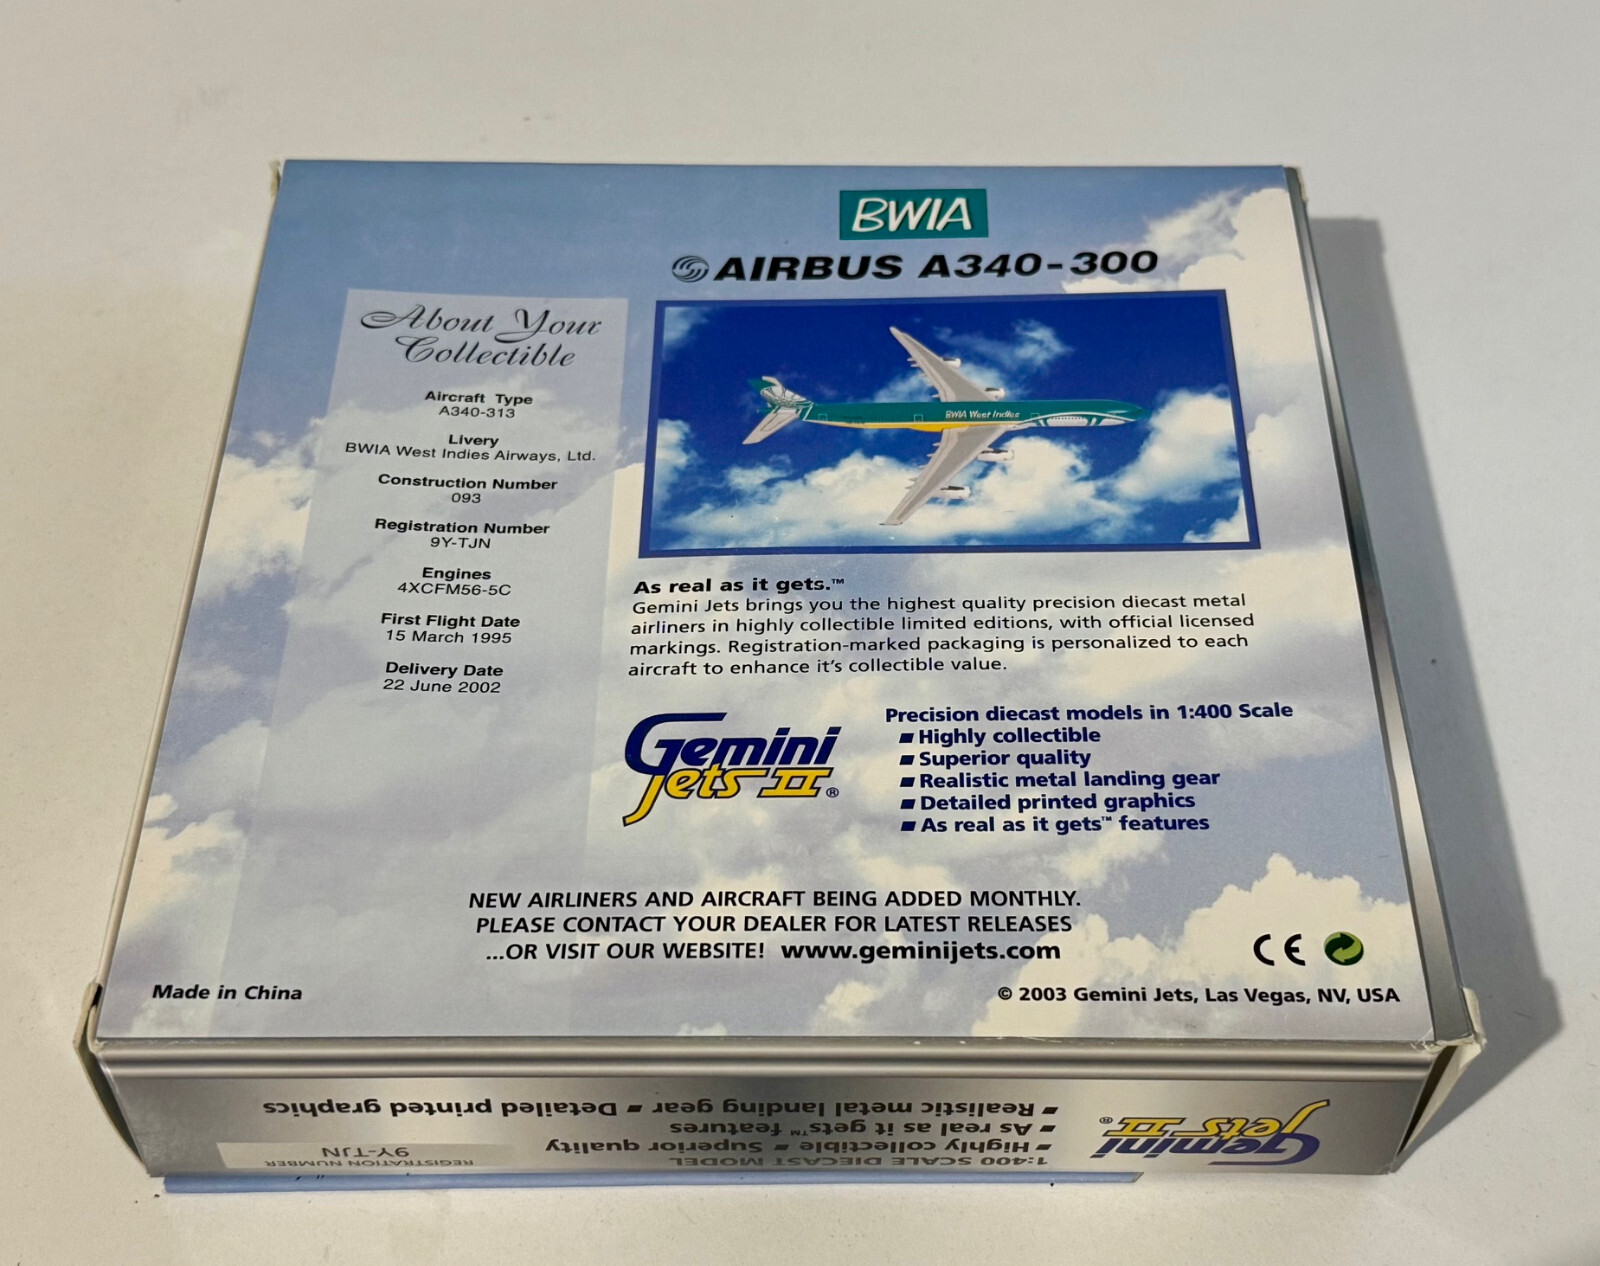 BWIA
AIRBUS A340-300
About Your
Collectible
Aircraft Type
A340-313
Livery
BWIA West Indies Airways, Ltd.
Construction Number
093
Registration Number
9Y-TJN
Engines
4XCFM56-5C
First Flight Date
15 March 1995
Delivery Date
22 June 2002
BWIA West Indies
As real as it gets.™
Gemini Jets brings you the highest quality precision diecast metal
airliners in highly collectible limited editions, with official licensed
markings. Registration-marked packaging is personalized to each
aircraft to enhance it's collectible value.
Gemini
Jets II®
Precision diecast models in 1:400 Scale
■ Highly collectible
■ Superior quality
■ Realistic metal landing gear
■ Detailed printed graphics
■ As real as it gets™ features
NEW AIRLINERS AND AIRCRAFT BEING ADDED MONTHLY.
PLEASE CONTACT YOUR DEALER FOR LATEST RELEASES
...OR VISIT OUR WEBSITE! www.geminijets.com
CE
Made in China
© 2003 Gemini Jets, Las Vegas, NV, USA
Gemini
Jets II®
1:400 SCALE DIECAST MODEL
■ Highly collectible ■ Superior quality
■ As real as it gets™ features
■ Realistic metal landing gear ■ Detailed printed graphics
REGISTRATION NUMBER
9Y-TJN